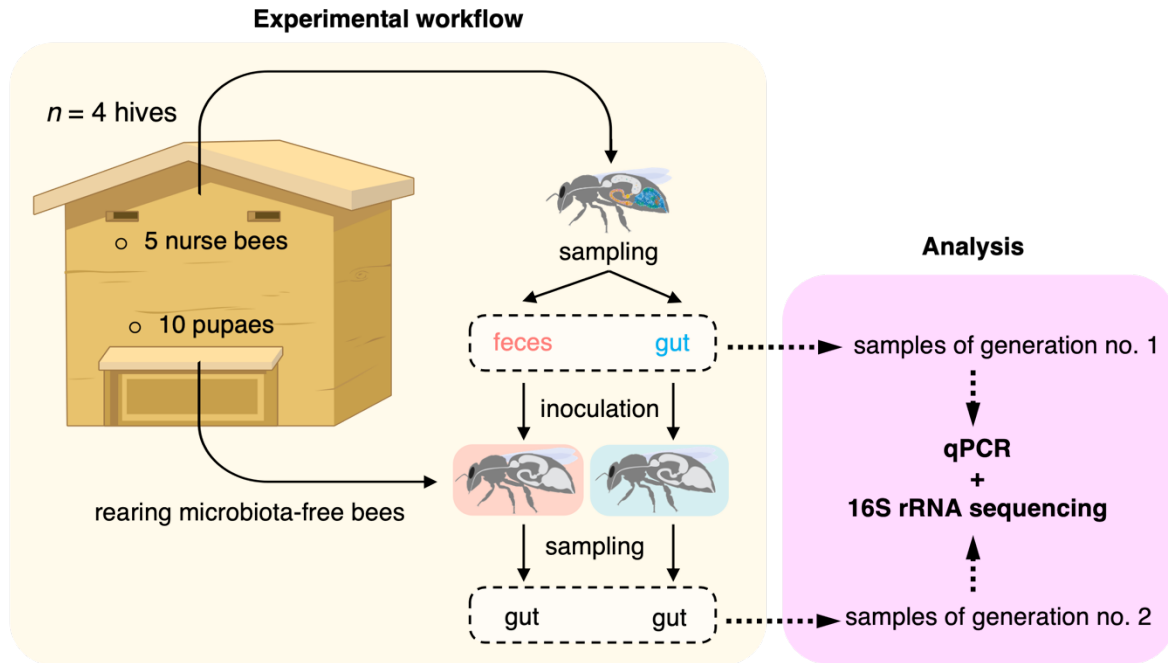 Experimental workflow
n = 4 hives
5 nurse bees
10 pupaes
rearing microbiota-free bees
sampling
feces gut
inoculation
sampling
gut gut
Analysis
samples of generation no. 1
qPCR
+
16S rRNA sequencing
samples of generation no. 2